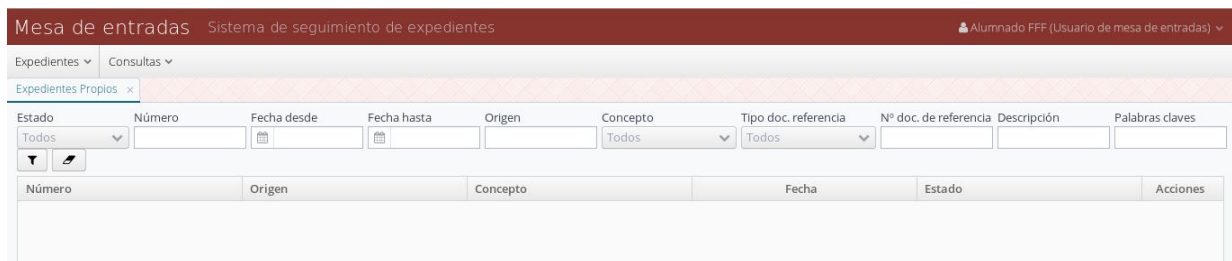 Mesa de entradas Sistema de seguimiento de expedientes Alumnado FFF (Usuario de mesa de entradas)
Expedientes Consultas
Expedientes Propios ×
Estado Número Fecha desde Fecha hasta Origen Concepto Tipo doc. referencia Nº doc. de referencia Descripción Palabras claves
Todos Todos Todos
Número Origen Concepto Fecha Estado Acciones